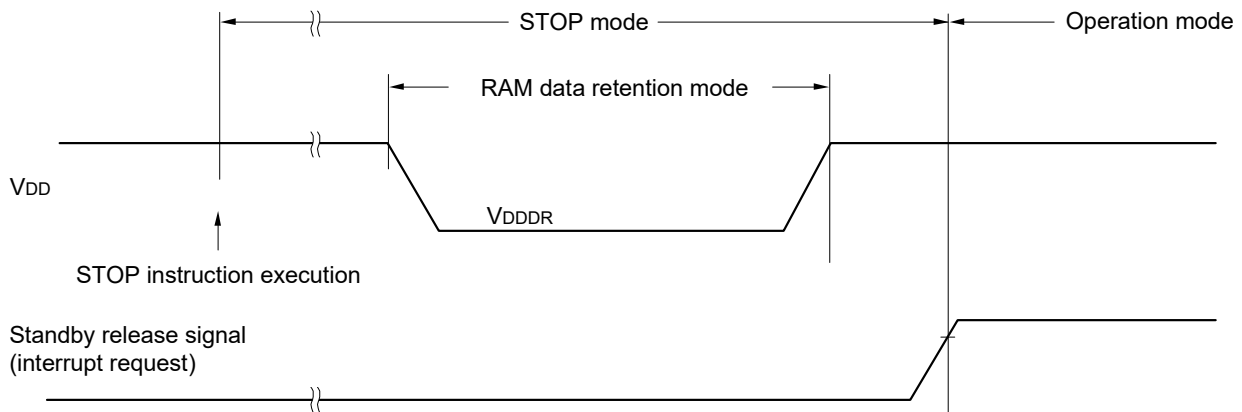 STOP mode
Operation mode
RAM data retention mode
VDD
VDDDR
STOP instruction execution
Standby release signal
(interrupt request)